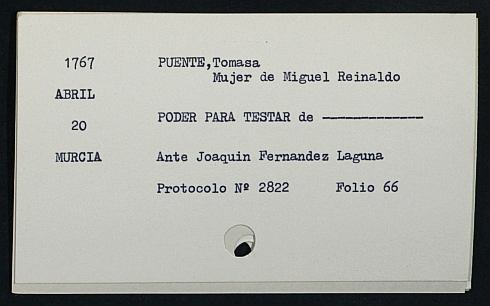 1767 PUENTE,Tomasa
Mujer de Miguel Reinaldo
ABRIL
20 PODER PARA TESTAR de -------------
MURCIA Ante Joaquin Fernandez Laguna
Protocolo Nº 2822 Folio 66